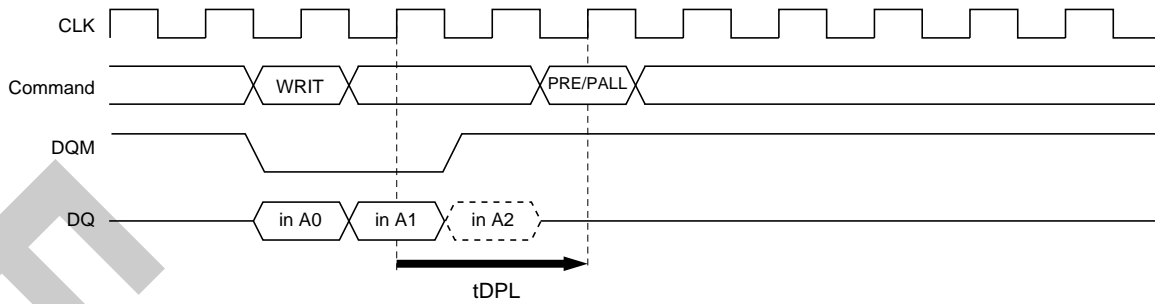 CLK
Command WRIT PRE/PALL
DQM
DQ in A0 in A1 in A2
tDPL